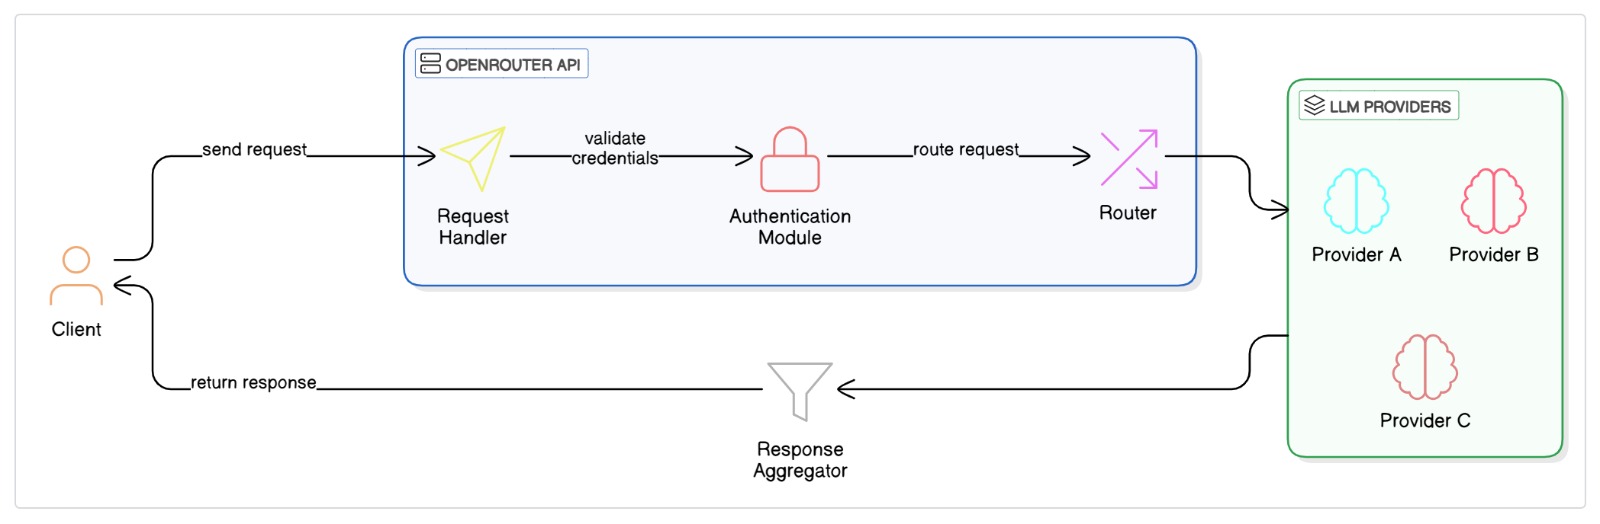 OPENROUTER API
LLM PROVIDERS
send request
validate
credentials
route request
Request
Handler
Authentication
Module
Router
Provider A
Provider B
Client
return response
Provider C
Response
Aggregator